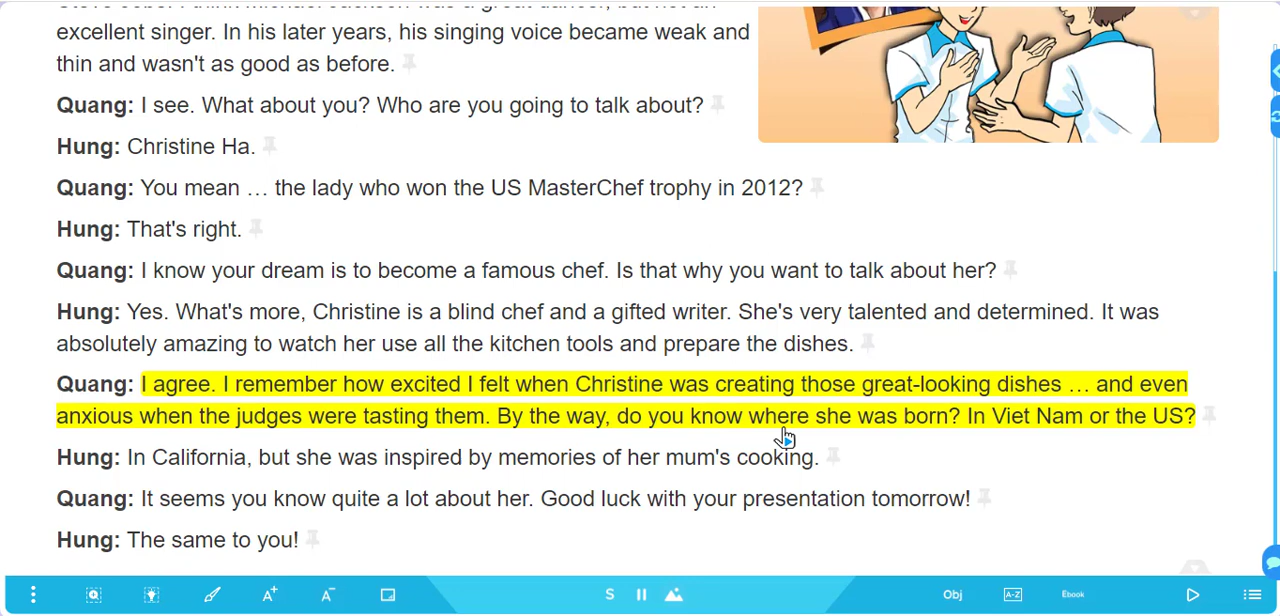 excellent singer. In his later years, his singing voice became weak and
thin and wasn't as good as before.
Quang: I see. What about you? Who are you going to talk about?
Hung: Christine Ha.
Quang: You mean … the lady who won the US MasterChef trophy in 2012?
Hung: That's right.
Quang: I know your dream is to become a famous chef. Is that why you want to talk about her?
Hung: Yes. What's more, Christine is a blind chef and a gifted writer. She's very talented and determined. It was
absolutely amazing to watch her use all the kitchen tools and prepare the dishes.
Quang: I agree. I remember how excited I felt when Christine was creating those great-looking dishes … and even
anxious when the judges were tasting them. By the way, do you know where she was born? In Viet Nam or the US?
Hung: In California, but she was inspired by memories of her mum's cooking.
Quang: It seems you know quite a lot about her. Good luck with your presentation tomorrow!
Hung: The same to you!
A+ A- S Obj A-Z Ebook